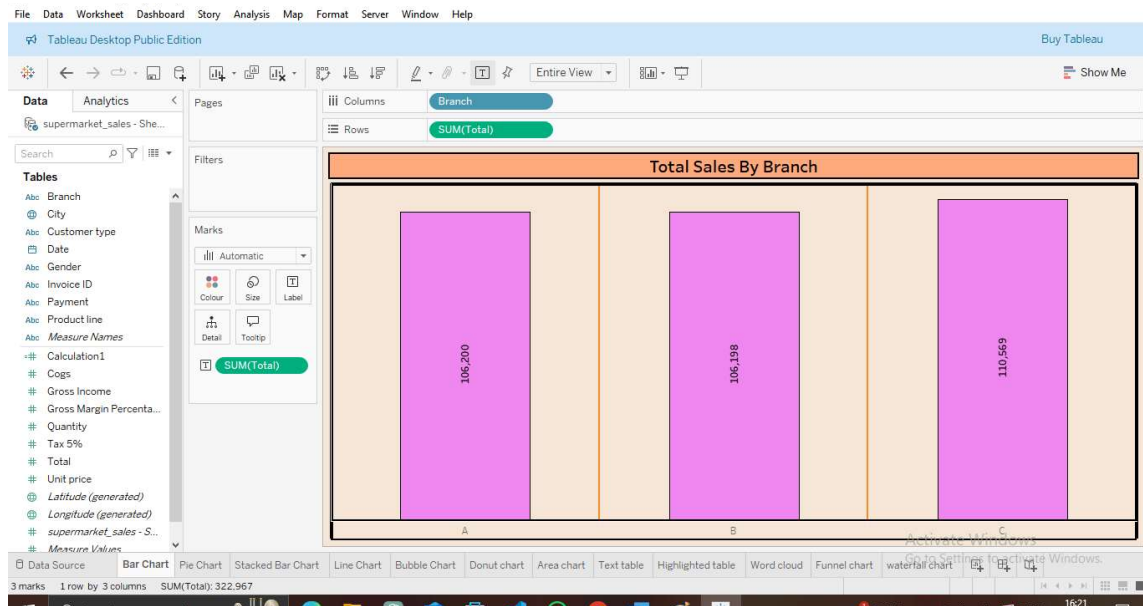 File Data Worksheet Dashboard Story Analysis Map Format Server Window Help
Tableau Desktop Public Edition Buy Tableau
Entire View Show Me
Data Analytics
supermarket_sales - She...
Search
Tables
Abc Branch
City
Abc Customer type
Date
Abc Gender
Abc Invoice ID
Abc Payment
Abc Product line
Abc Measure Names
=# Calculation1
# Cogs
# Gross Income
# Gross Margin Percenta...
# Quantity
# Tax 5%
# Total
# Unit price
Latitude (generated)
Longitude (generated)
# supermarket_sales - S...
# Measure Values
Pages
Filters
Marks
Automatic
Colour Size Label
Detail Tooltip
SUM(Total)
Columns Branch
Rows SUM(Total)
Total Sales By Branch
106,200
106,198
110,569
A B C
Activate Windows
Go to Settings to activate Windows.
Data Source Bar Chart Pie Chart Stacked Bar Chart Line Chart Bubble Chart Donut chart Area chart Text table Highlighted table Word cloud Funnel chart waterfall chart
3 marks 1 row by 3 columns SUM(Total): 322,967
16:21